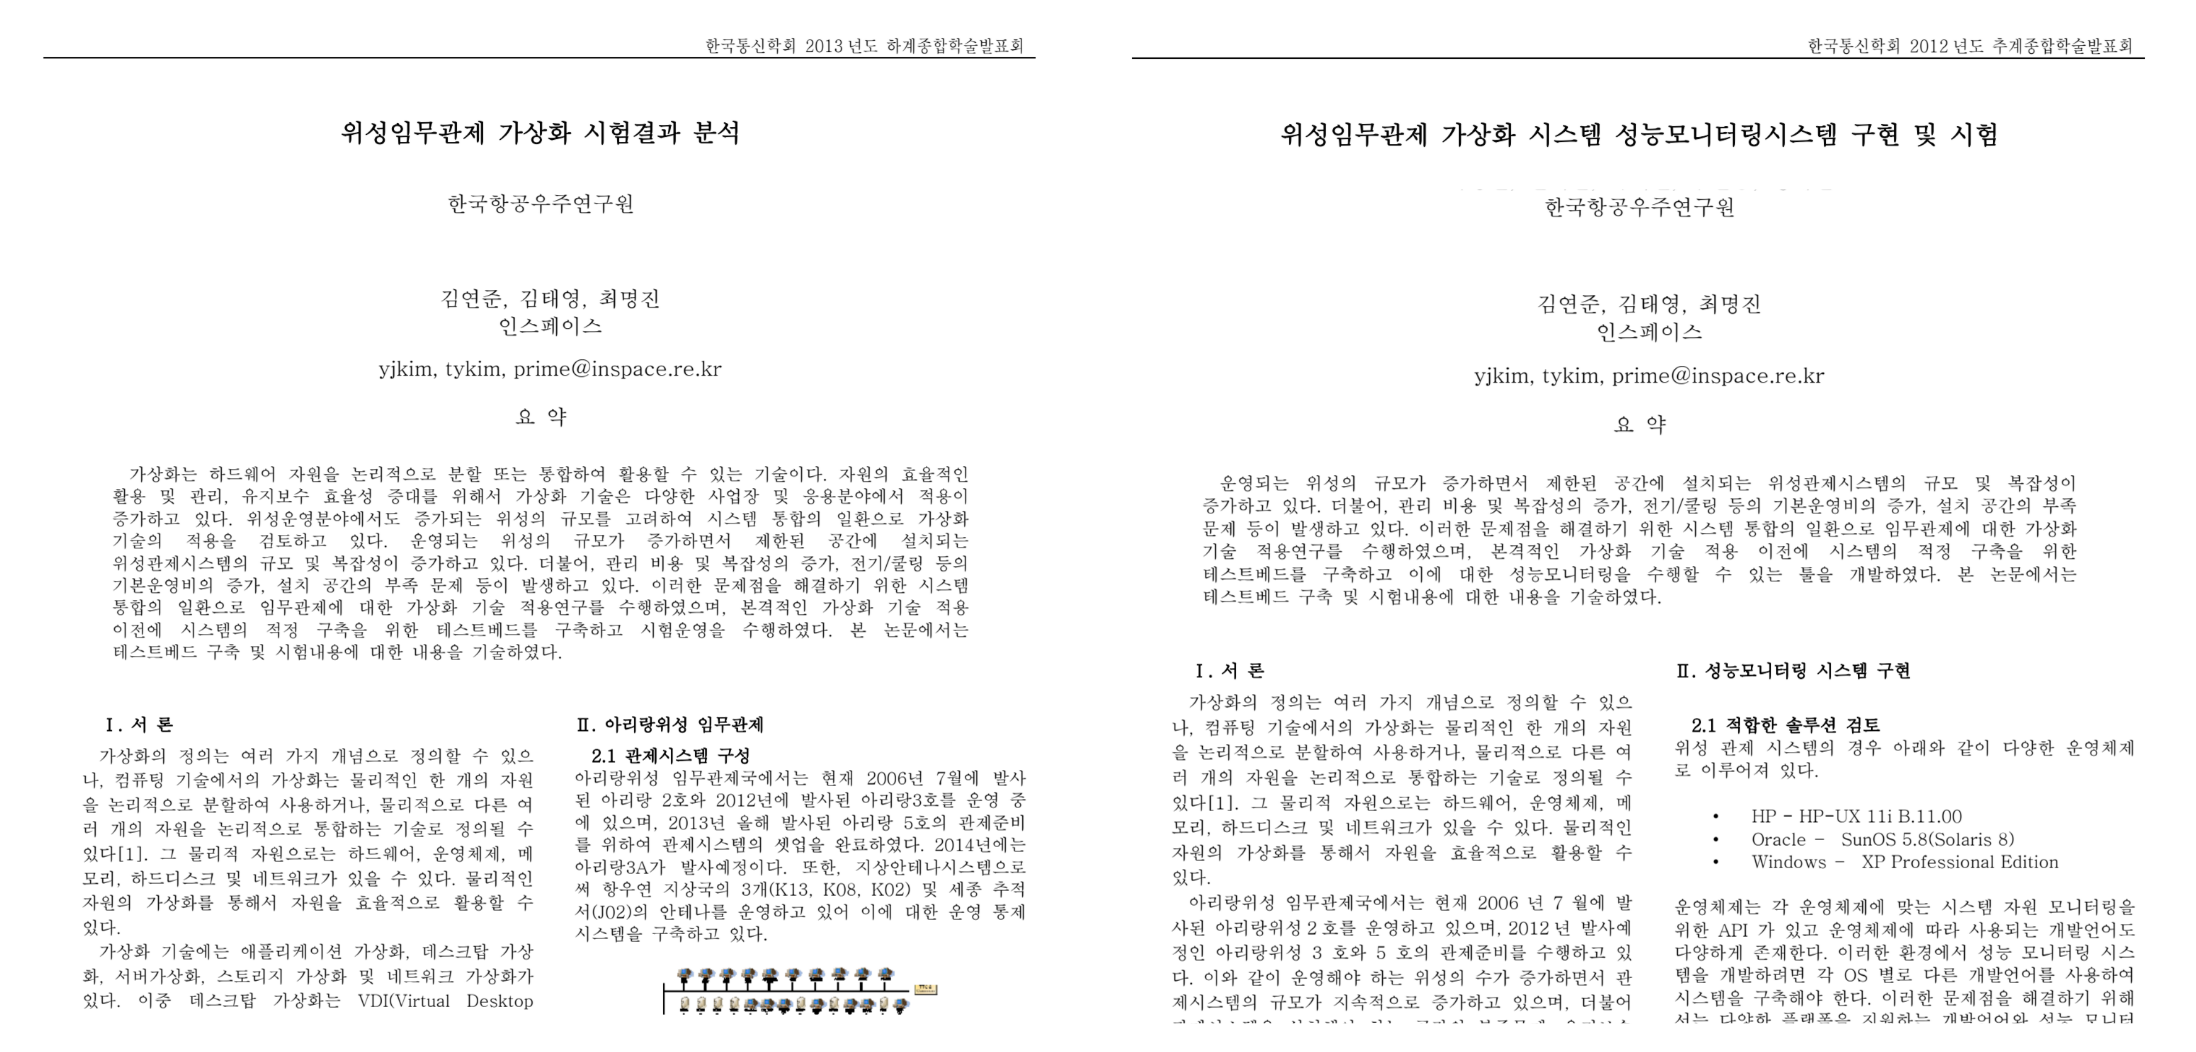 한국통신학회 2013년도 하계종합학술발표회
위성임무관제 가상화 시험결과 분석
한국항공우주연구원
김연준, 김태영, 최명진
인스페이스
yjkim, tykim, prime@inspace.re.kr
요 약
가상화는 하드웨어 자원을 논리적으로 분할 또는 통합하여 활용할 수 있는 기술이다. 자원의 효율적인
활용 및 관리, 유지보수 효율성 증대를 위해서 가상화 기술은 다양한 사업장 및 응용분야에서 적용이
증가하고 있다. 위성운영분야에서도 증가되는 위성의 규모를 고려하여 시스템 통합의 일환으로 가상화
기술의 적용을 검토하고 있다. 운영되는 위성의 규모가 증가하면서 제한된 공간에 설치되는
위성관제시스템의 규모 및 복잡성이 증가하고 있다. 더불어, 관리 비용 및 복잡성의 증가, 전기/쿨링 등의
기본운영비의 증가, 설치 공간의 부족 문제 등이 발생하고 있다. 이러한 문제점을 해결하기 위한 시스템
통합의 일환으로 임무관제에 대한 가상화 기술 적용연구를 수행하였으며, 본격적인 가상화 기술 적용
이전에 시스템의 적정 구축을 위한 테스트베드를 구축하고 시험운영을 수행하였다. 본 논문에서는
테스트베드 구축 및 시험내용에 대한 내용을 기술하였다.
Ⅰ. 서 론
가상화의 정의는 여러 가지 개념으로 정의할 수 있으
나, 컴퓨팅 기술에서의 가상화는 물리적인 한 개의 자원
을 논리적으로 분할하여 사용하거나, 물리적으로 다른 여
러 개의 자원을 논리적으로 통합하는 기술로 정의될 수
있다[1]. 그 물리적 자원으로는 하드웨어, 운영체제, 메
모리, 하드디스크 및 네트워크가 있을 수 있다. 물리적인
자원의 가상화를 통해서 자원을 효율적으로 활용할 수
있다.
가상화 기술에는 애플리케이션 가상화, 데스크탑 가상
화, 서버가상화, 스토리지 가상화 및 네트워크 가상화가
있다. 이중 데스크탑 가상화는 VDI(Virtual Desktop
Ⅱ. 아리랑위성 임무관제
2.1 관제시스템 구성
아리랑위성 임무관제국에서는 현재 2006년 7월에 발사
된 아리랑 2호와 2012년에 발사된 아리랑3호를 운영 중
에 있으며, 2013년 올해 발사된 아리랑 5호의 관제준비
를 위하여 관제시스템의 셋업을 완료하였다. 2014년에는
아리랑3A가 발사예정이다. 또한, 지상안테나시스템으로
써 항우연 지상국의 3개(K13, K08, K02) 및 세종 추적
서(J02)의 안테나를 운영하고 있어 이에 대한 운영 통제
시스템을 구축하고 있다.
한국통신학회 2012년도 추계종합학술발표회
위성임무관제 가상화 시스템 성능모니터링시스템 구현 및 시험
한국항공우주연구원
김연준, 김태영, 최명진
인스페이스
yjkim, tykim, prime@inspace.re.kr
요 약
운영되는 위성의 규모가 증가하면서 제한된 공간에 설치되는 위성관제시스템의 규모 및 복잡성이
증가하고 있다. 더불어, 관리 비용 및 복잡성의 증가, 전기/쿨링 등의 기본운영비의 증가, 설치 공간의 부족
문제 등이 발생하고 있다. 이러한 문제점을 해결하기 위한 시스템 통합의 일환으로 임무관제에 대한 가상화
기술 적용연구를 수행하였으며, 본격적인 가상화 기술 적용 이전에 시스템의 적정 구축을 위한
테스트베드를 구축하고 이에 대한 성능모니터링을 수행할 수 있는 툴을 개발하였다. 본 논문에서는
테스트베드 구축 및 시험내용에 대한 내용을 기술하였다.
Ⅰ. 서 론
가상화의 정의는 여러 가지 개념으로 정의할 수 있으
나, 컴퓨팅 기술에서의 가상화는 물리적인 한 개의 자원
을 논리적으로 분할하여 사용하거나, 물리적으로 다른 여
러 개의 자원을 논리적으로 통합하는 기술로 정의될 수
있다[1]. 그 물리적 자원으로는 하드웨어, 운영체제, 메
모리, 하드디스크 및 네트워크가 있을 수 있다. 물리적인
자원의 가상화를 통해서 자원을 효율적으로 활용할 수
있다.
아리랑위성 임무관제국에서는 현재 2006 년 7 월에 발
사된 아리랑위성 2 호를 운영하고 있으며, 2012 년 발사예
정인 아리랑위성 3 호와 5 호의 관제준비를 수행하고 있
다. 이와 같이 운영해야 하는 위성의 수가 증가하면서 관
제시스템의 규모가 지속적으로 증가하고 있으며, 더불어
Ⅱ. 성능모니터링 시스템 구현
2.1 적합한 솔루션 검토
위성 관제 시스템의 경우 아래와 같이 다양한 운영체제
로 이루어져 있다.
• HP - HP-UX 11i B.11.00
• Oracle - SunOS 5.8(Solaris 8)
• Windows - XP Professional Edition
운영체제는 각 운영체제에 맞는 시스템 자원 모니터링을
위한 API 가 있고 운영체제에 따라 사용되는 개발언어도
다양하게 존재한다. 이러한 환경에서 성능 모니터링 시스
템을 개발하려면 각 OS 별로 다른 개발언어를 사용하여
시스템을 구축해야 한다. 이러한 문제점을 해결하기 위해
서는 다양한 플랫폼을 지원하는 개발언어와 성능 모니터